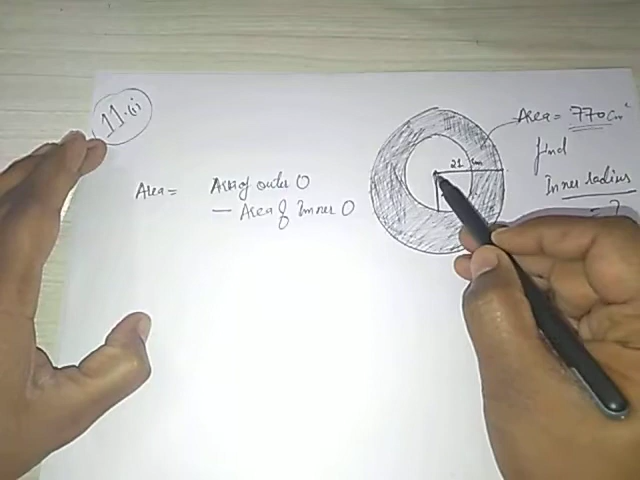 11.(i)
Area = 770 cm²
21 cm
find
Inner radius
= ?
Area = Area of outer O
— Area of Inner O